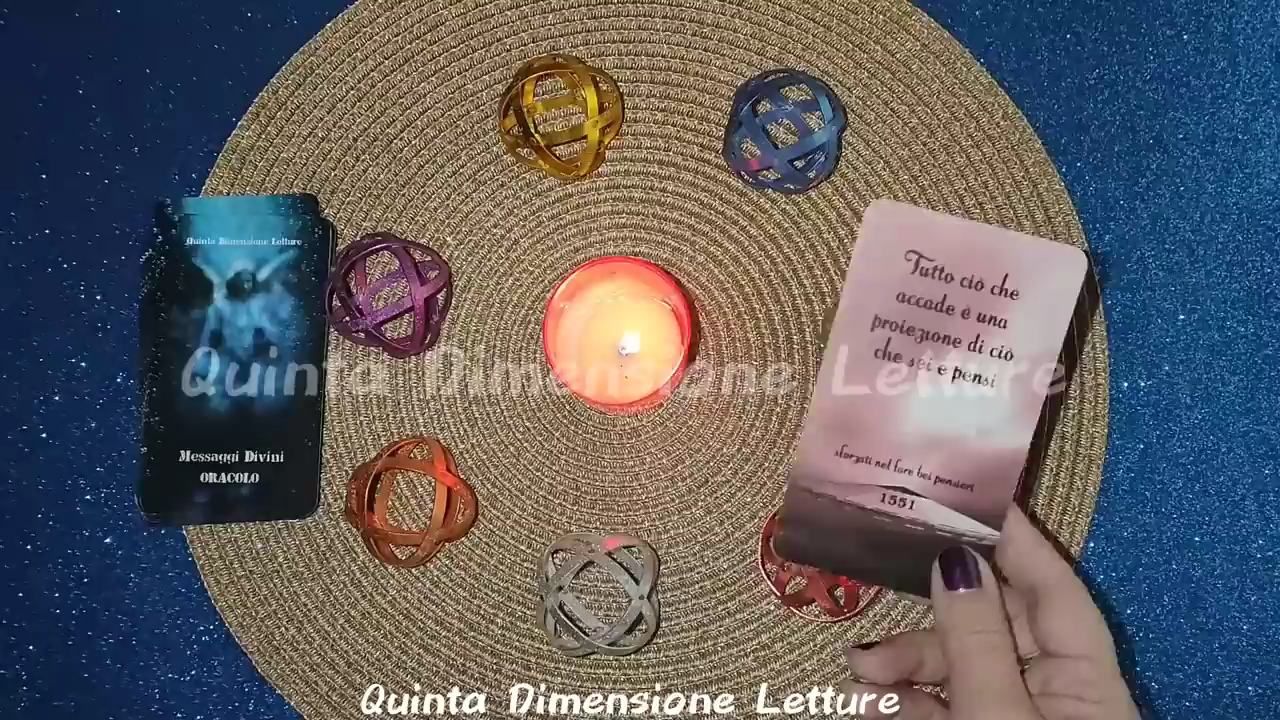 Quinta Dimensione Letture
Messaggi Divini
ORACOLO
Tutto ciò che
accade è una
proiezione di ciò
che sei e pensi
sforzati nel fare bei pensieri
1551
Quinta Dimensione Letture
Quinta Dimensione Letture